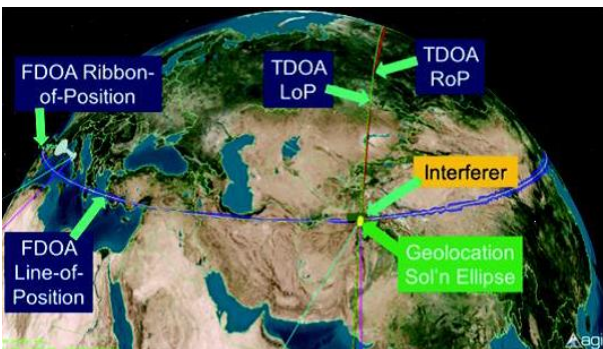 FDOA Ribbon-
of-Position
TDOA
LoP
TDOA
RoP
Interferer
FDOA
Line-of-
Position
Geolocation
Sol'n Ellipse
agi